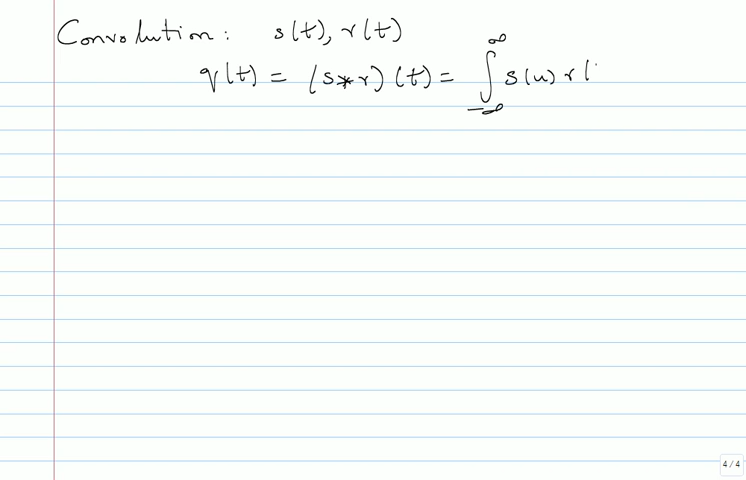 Convolution: s(t), r(t)
q(t) = (s*r)(t) = ∫_{-∞}^{∞} s(u) r(
4/4